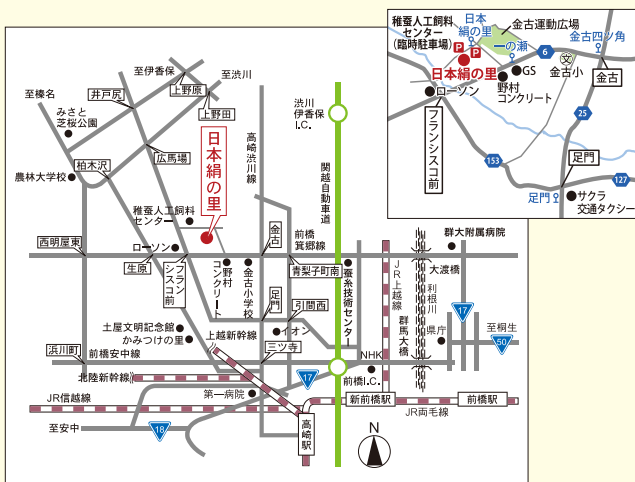 至伊香保
至渋川
至榛名
井戸尻
上野原
上野田
みさと
芝桜公園
広馬場
柏木沢
農林大学校
日本絹の里
高崎渋川線
関越自動車道
渋川
伊香保
I.C.
稚蚕人工飼料
センター
西明屋東
ローソン
生原
フラン
シスコ前
野村
コンクリート
金古小学校
金古
足門
前橋
箕郷線
青梨子町南
引間西
イオン
蚕糸技術センター
JR上越線
利根川
群馬大橋
群大附属病院
大渡橋
県庁
17
至桐生
50
土屋文明記念館
かみつけの里
上越新幹線
三ツ寺
浜川町
前橋安中線
北陸新幹線
17
NHK
前橋I.C.
第一病院
JR信越線
新前橋駅
前橋駅
JR両毛線
至安中
18
高崎駅
N
稚蚕人工飼料
センター
(臨時駐車場)
日本
絹の里
P
P
日本絹の里
金古運動広場
一の瀬
6
金古四ツ角
文
金古小
金古
GS
野村
コンクリート
ローソン
フランシスコ前
25
153
足門
足門
127
サクラ
交通タクシー